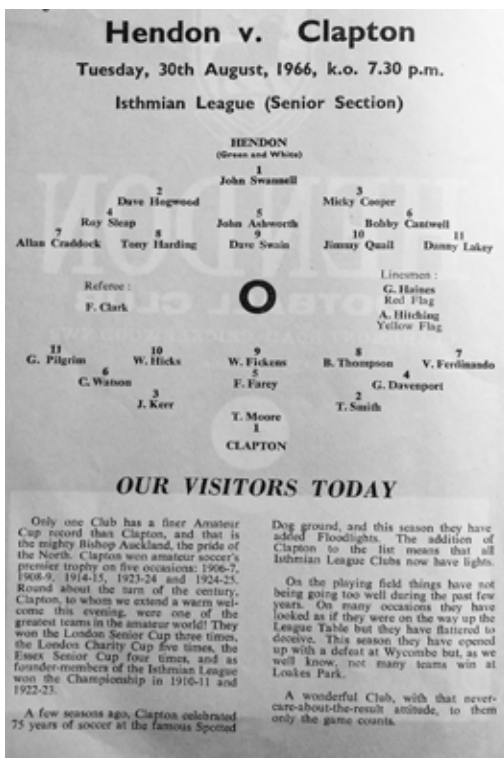 Hendon v. Clapton
Tuesday, 30th August, 1966, k.o. 7.30 p.m.
Isthmian League (Senior Section)
HENDON
(Green and White)
1
John Swannell
2 3
Dave Hogwood Micky Cooper
4 5 6
Roy Sleap John Ashworth Bobby Cantwell
7 8 9 10 11
Allan Craddock Tony Harding Dave Swain Jimmy Quail Danny Lakey
Referee :
F. Clark
Linesmen :
G. Haines
Red Flag
A. Hitching
Yellow Flag
11 10 9 8 7
G. Pilgrim W. Hicks W. Fickens B. Thompson V. Ferdinando
6 5 4
C. Watson F. Farey G. Davenport
3 2
J. Kerr T. Smith
T. Moore
1
CLAPTON
OUR VISITORS TODAY
Only one Club has a finer Amateur
Cup record than Clapton, and that is
the mighty Bishop Auckland, the pride of
the North. Clapton won amateur soccer's
premier trophy on five occasions: 1906-7,
1908-9, 1914-15, 1923-24 and 1924-25.
Round about the turn of the century,
Clapton, to whom we extend a warm wel-
come this evening, were one of the
greatest teams in the amateur world! They
won the London Senior Cup three times,
the London Charity Cup five times, the
Essex Senior Cup four times, and as
founder-members of the Isthmian League
won the Championship in 1910-11 and
1922-23.
A few seasons ago, Clapton celebrated
75 years of soccer at the famous Spotted
Dog ground, and this season they have
added Floodlights. The addition of
Clapton to the list means that all
Isthmian League Clubs now have lights.
On the playing field things have not
being going too well during the past few
years. On many occasions they have
looked as if they were on the way up the
League Table but they have flattered to
deceive. This season they have opened
up with a defeat at Wycombe but, as we
well know, not many teams win at
Loakes Park.
A wonderful Club, with that never-
care-about-the-result attitude, to them
only the game counts.